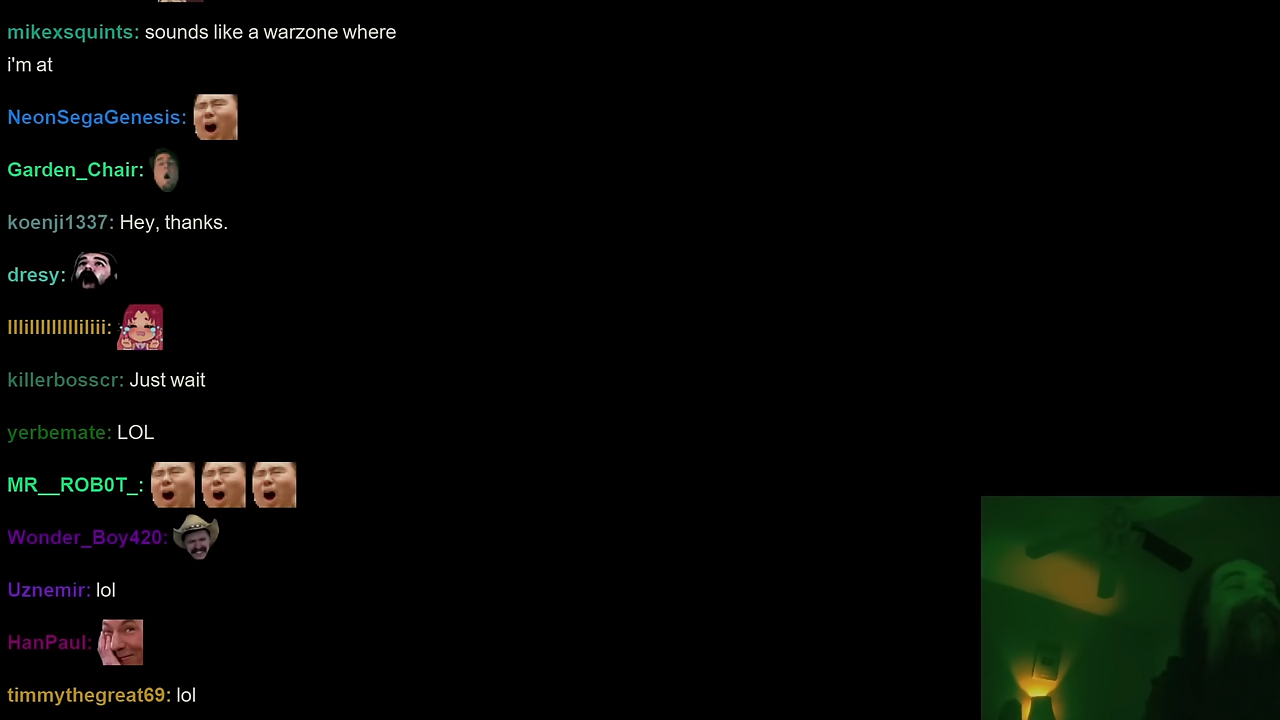 mikexsquints: sounds like a warzone where
i'm at
NeonSegaGenesis:
Garden_Chair:
koenji1337: Hey, thanks.
dresy:
killerbosscr: Just wait
yerbemate: LOL
MR__ROB0T_:
Wonder_Boy420:
Uznemir: lol
HanPaul:
timmythegreat69: lol